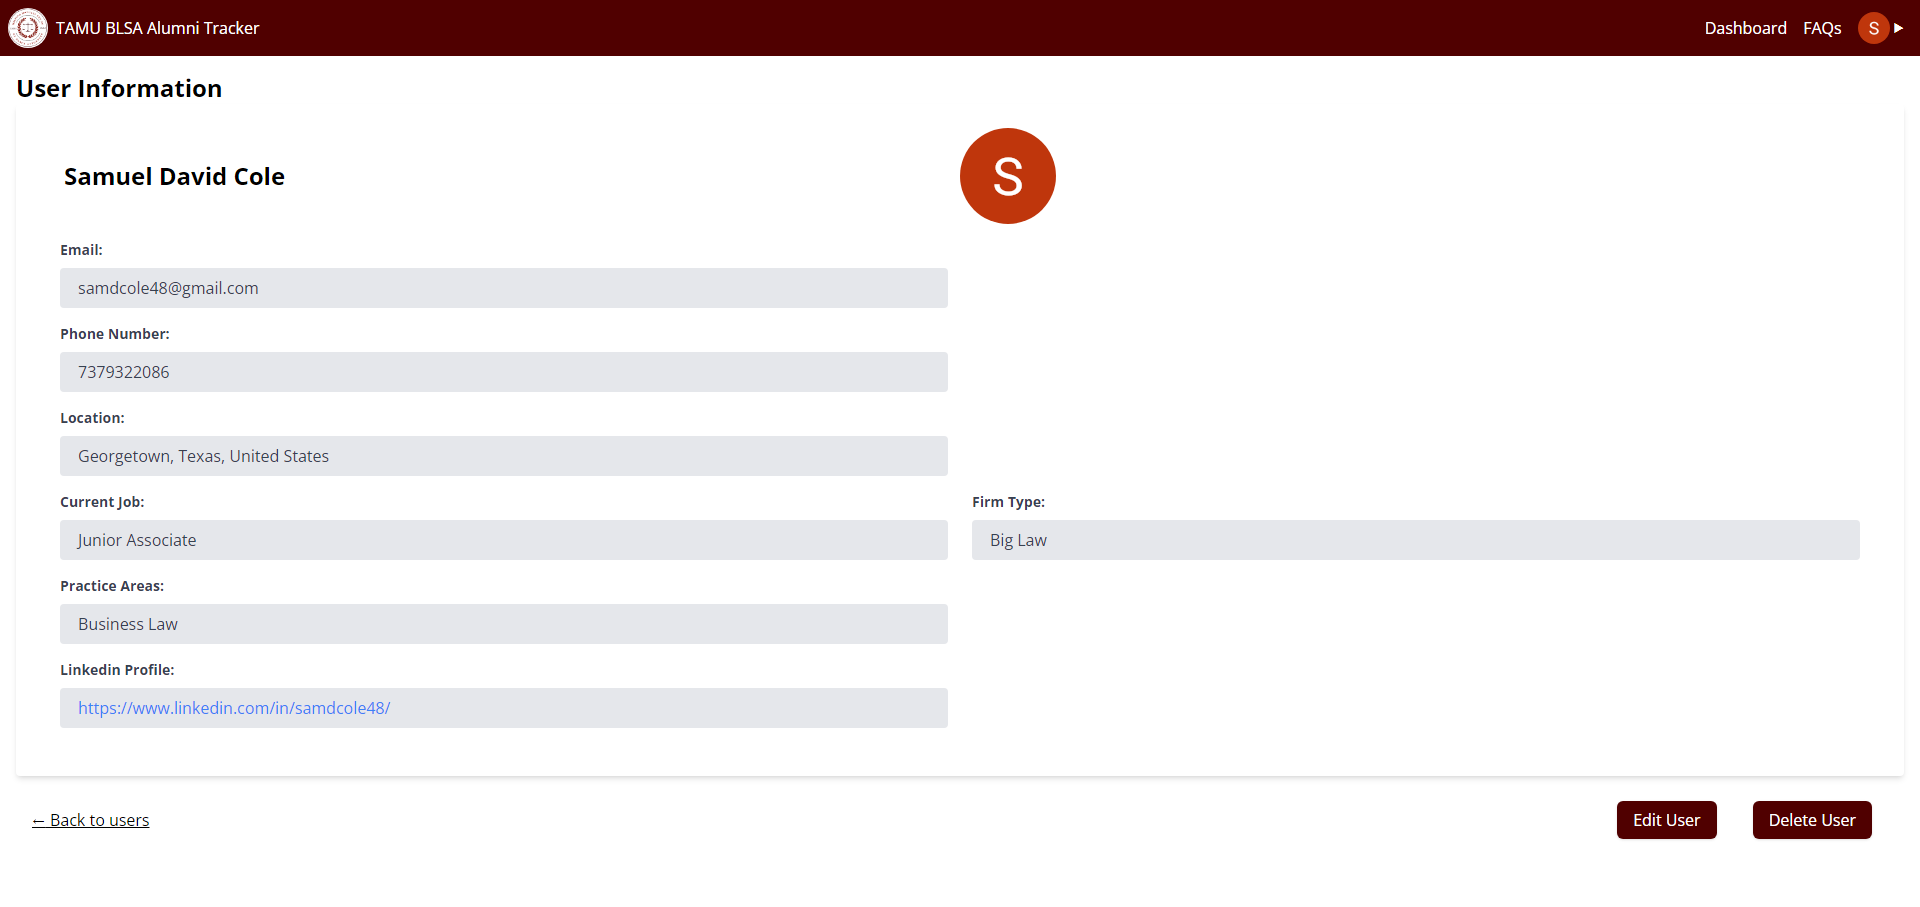 TAMU BLSA Alumni Tracker
Dashboard FAQs S
User Information
Samuel David Cole
S
Email:
samdcole48@gmail.com
Phone Number:
7379322086
Location:
Georgetown, Texas, United States
Current Job: Firm Type:
Junior Associate Big Law
Practice Areas:
Business Law
Linkedin Profile:
https://www.linkedin.com/in/samdcole48/
← Back to users
Edit User Delete User